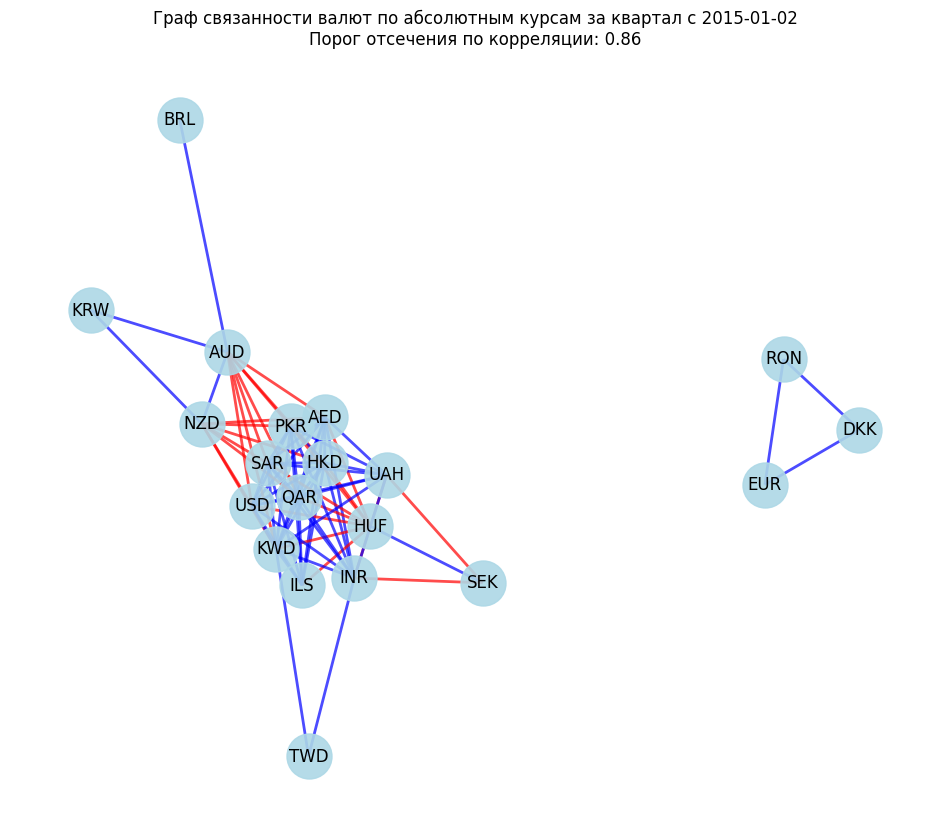 Граф связанности валют по абсолютным курсам за квартал с 2015-01-02
Порог отсечения по корреляции: 0.86
BRL
KRW
AUD
RON
NZD
PKR
AED
DKK
SAR
HKD
UAH
EUR
USD
QAR
HUF
KWD
ILS
INR
SEK
TWD